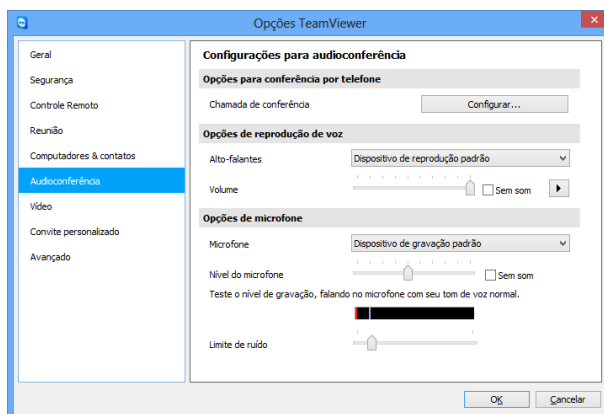 Opções TeamViewer
Geral
Segurança
Controle Remoto
Reunião
Computadores & contatos
Audioconferência
Vídeo
Convite personalizado
Avançado
Configurações para audioconferência
Opções para conferência por telefone
Chamada de conferência
Configurar...
Opções de reprodução de voz
Alto-falantes
Dispositivo de reprodução padrão
Volume
Sem som
Opções de microfone
Microfone
Dispositivo de gravação padrão
Nível do microfone
Sem som
Teste o nível de gravação, falando no microfone com seu tom de voz normal.
Limite de ruído
OK
Cancelar